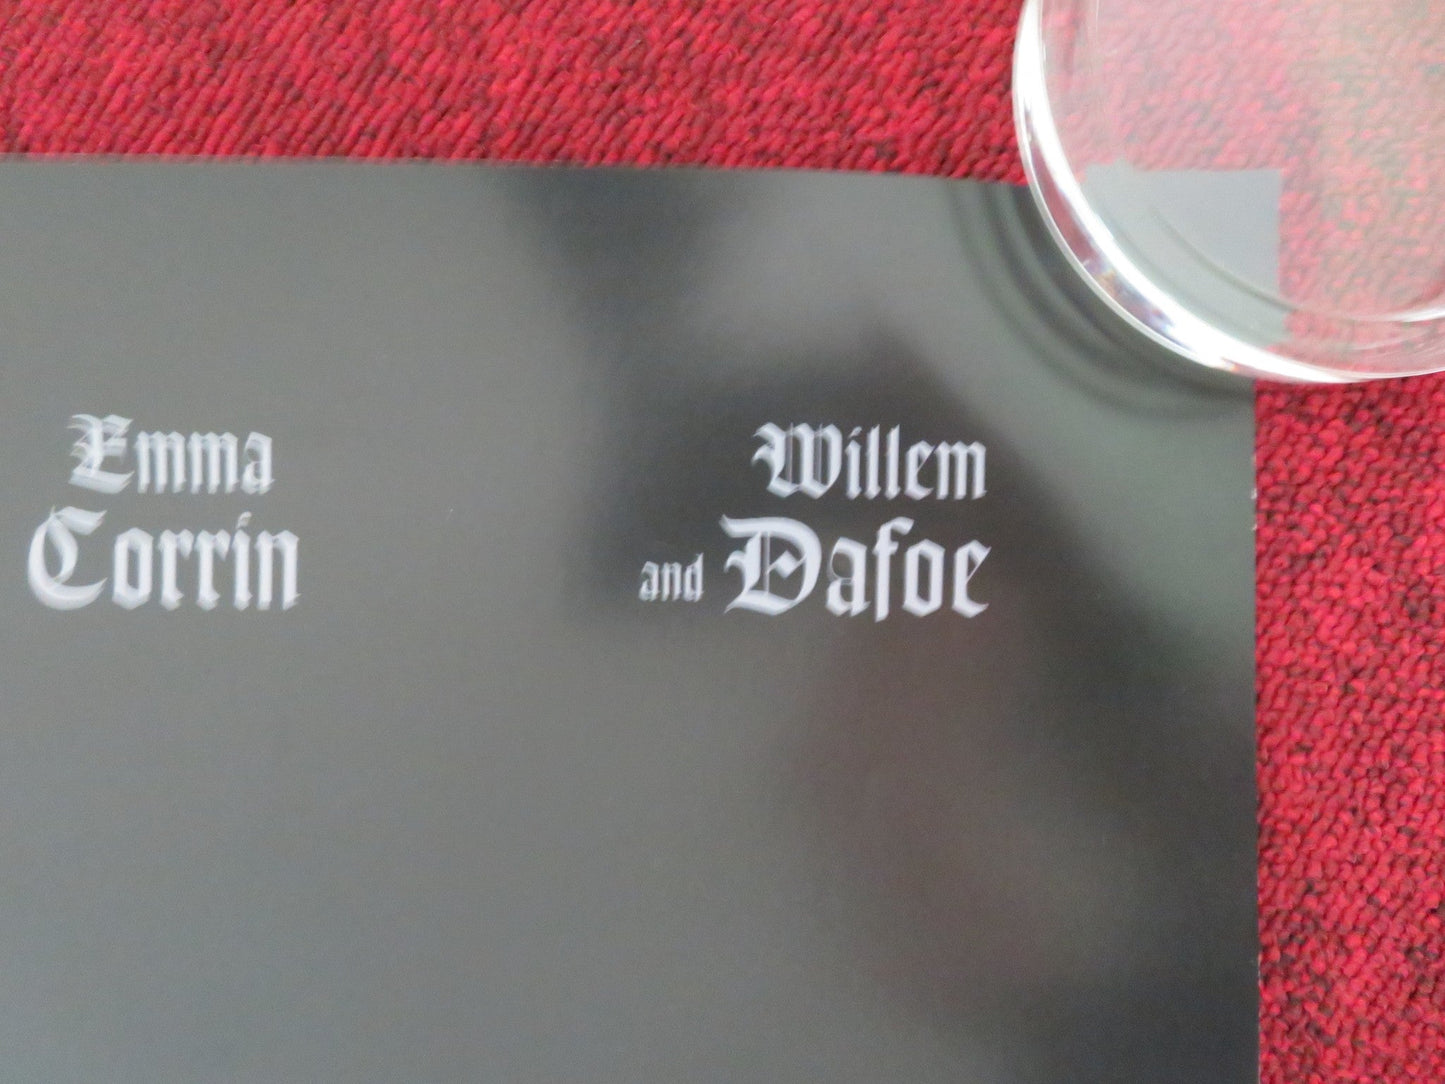 Emma
Corrin
Willem
and Dafoe